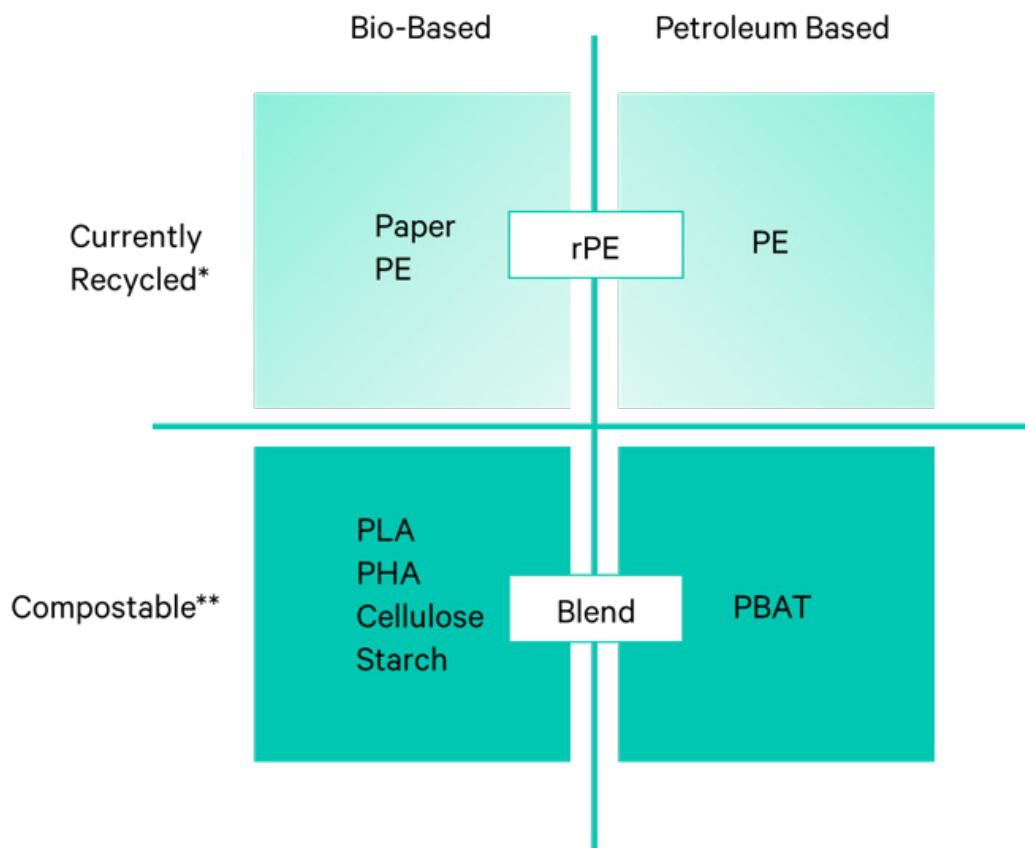 Bio-Based
Petroleum Based
Currently
Recycled*
Paper
PE
rPE
PE
Compostable**
PLA
PHA
Cellulose
Starch
Blend
PBAT